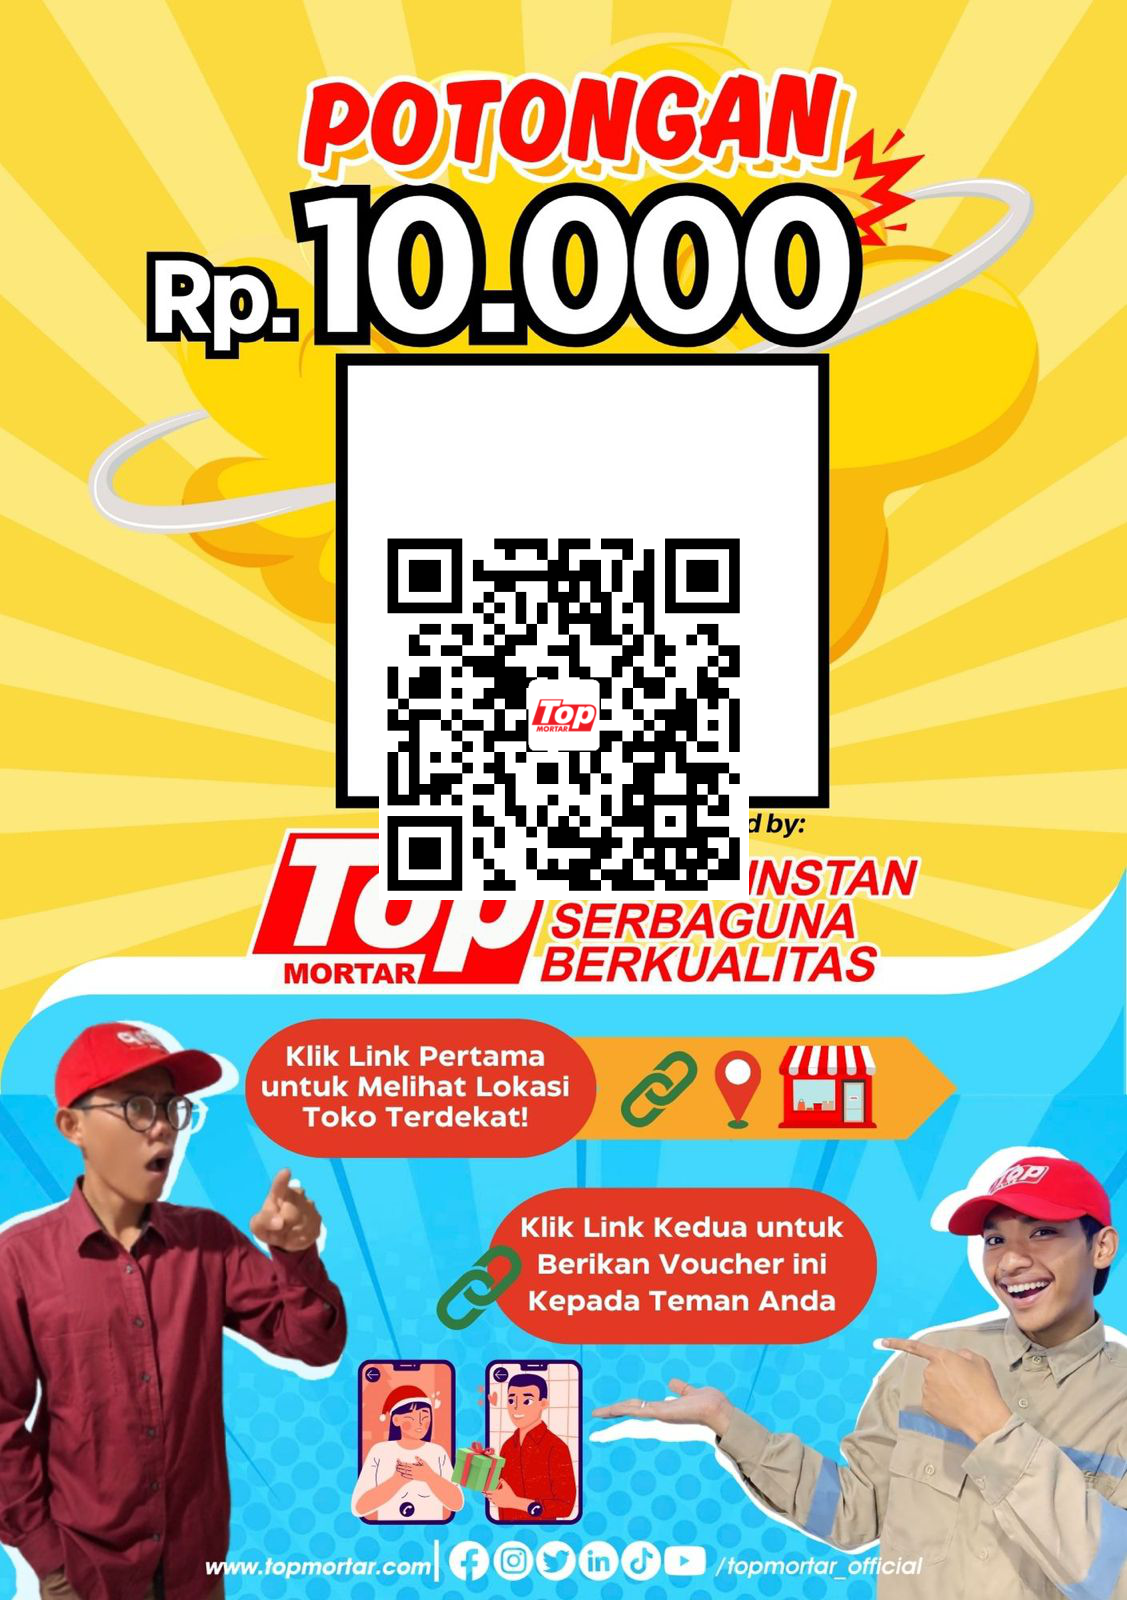 POTONGAN
Rp. 10.000
Top
MORTAR
d by:
Top
MORTAR
INSTAN
SERBAGUNA
BERKUALITAS
Klik Link Pertama
untuk Melihat Lokasi
Toko Terdekat!
Top
Klik Link Kedua untuk
Berikan Voucher ini
Kepada Teman Anda
www.topmortar.com
/topmortar_official